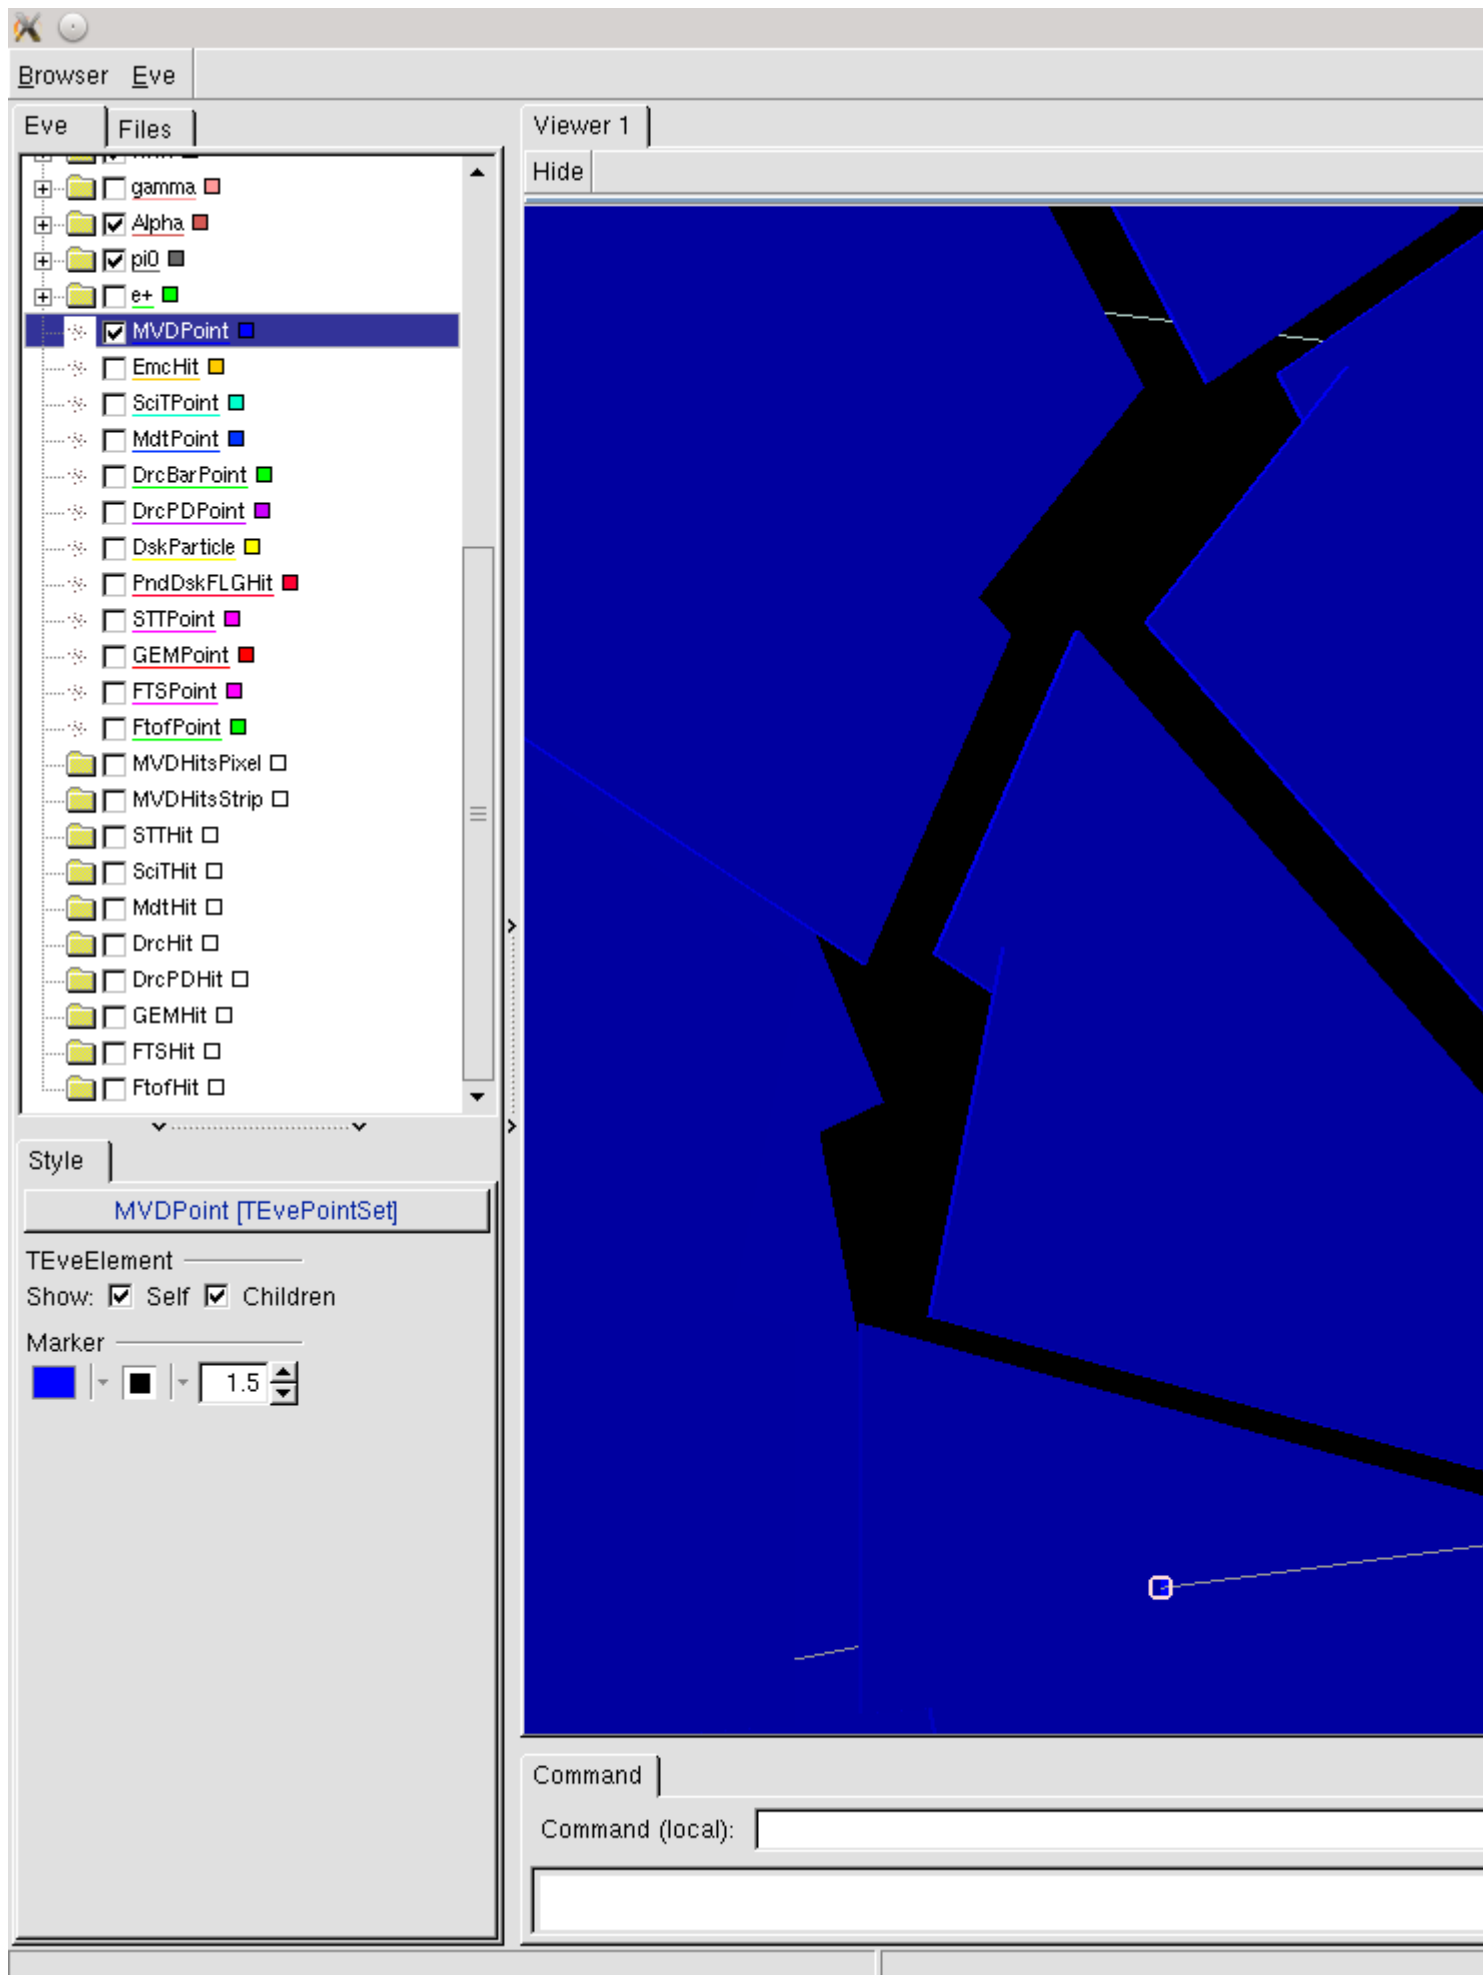 Browser Eve
Eve Files
gamma
Alpha
pi0
e+
MVDPoint
EmcHit
SciTPoint
MdtPoint
DrcBarPoint
DrcPDPoint
DskParticle
PndDskFLGHit
STTPoint
GEMPoint
FTSPoint
FtofPoint
MVDHitsPixel
MVDHitsStrip
STTHit
SciTHit
MdtHit
DrcHit
DrcPDHit
GEMHit
FTSHit
FtofHit
Style
MVDPoint [TEvePointSet]
TEveElement
Show: Self Children
Marker
1.5
Viewer 1
Hide
Command
Command (local):